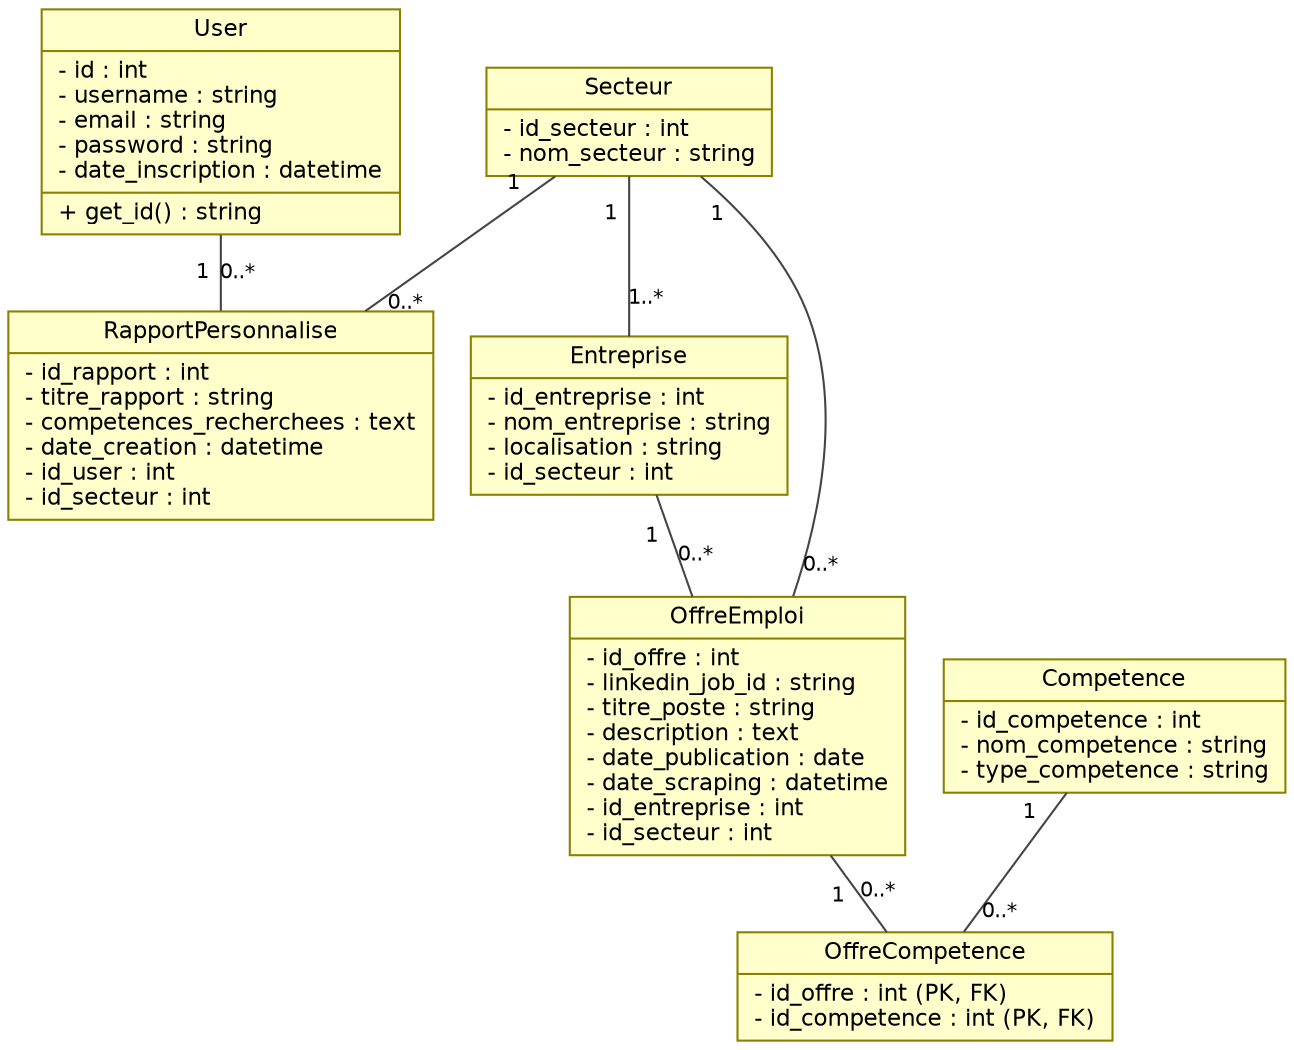 User
- id : int
- username : string
- email : string
- password : string
- date_inscription : datetime
+ get_id() : string
Secteur
- id_secteur : int
- nom_secteur : string
1
1
1
1
0..*
0..*
1..*
RapportPersonnalise
- id_rapport : int
- titre_rapport : string
- competences_recherchees : text
- date_creation : datetime
- id_user : int
- id_secteur : int
Entreprise
- id_entreprise : int
- nom_entreprise : string
- localisation : string
- id_secteur : int
1
0..*
0..*
OffreEmploi
- id_offre : int
- linkedin_job_id : string
- titre_poste : string
- description : text
- date_publication : date
- date_scraping : datetime
- id_entreprise : int
- id_secteur : int
Competence
- id_competence : int
- nom_competence : string
- type_competence : string
1
1
0..*
0..*
OffreCompetence
- id_offre : int (PK, FK)
- id_competence : int (PK, FK)